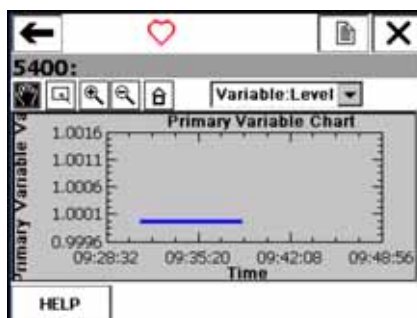 5400:
Variable:Level
Primary Variable Chart
Primary Variable Va
1.0016
1.0011
1.0006
1.0001
0.9996
09:28:32 09:35:20 09:42:08 09:48:56
Time
HELP